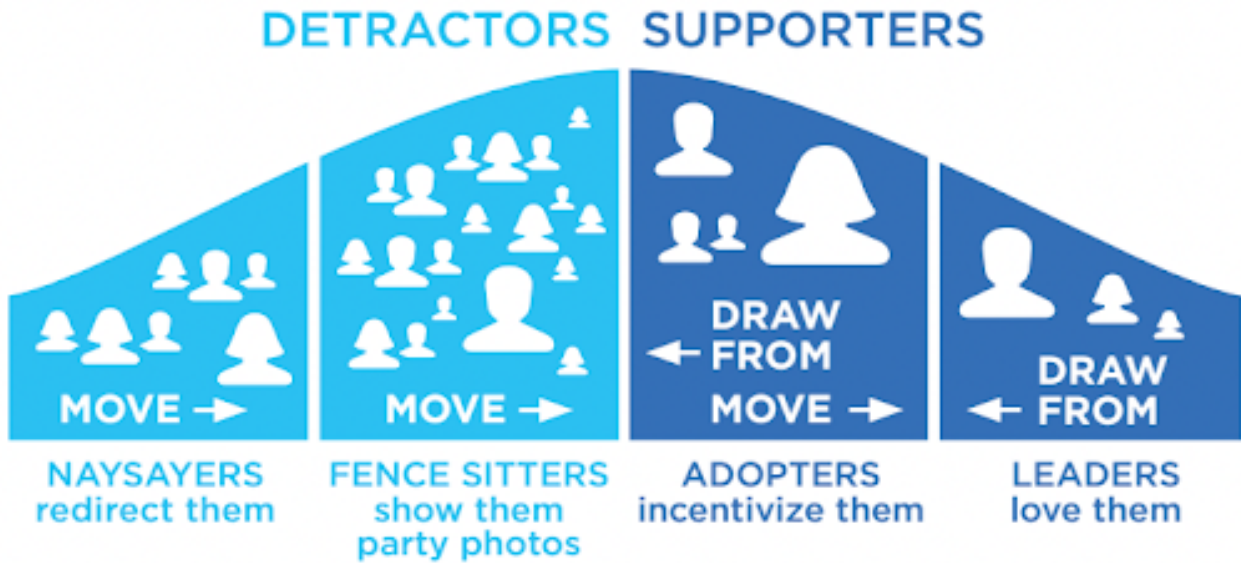 DETRACTORS SUPPORTERS
MOVE →
MOVE →
← DRAW
FROM
MOVE →
DRAW
← FROM
NAYSAYERS
redirect them
FENCE SITTERS
show them
party photos
ADOPTERS
incentivize them
LEADERS
love them